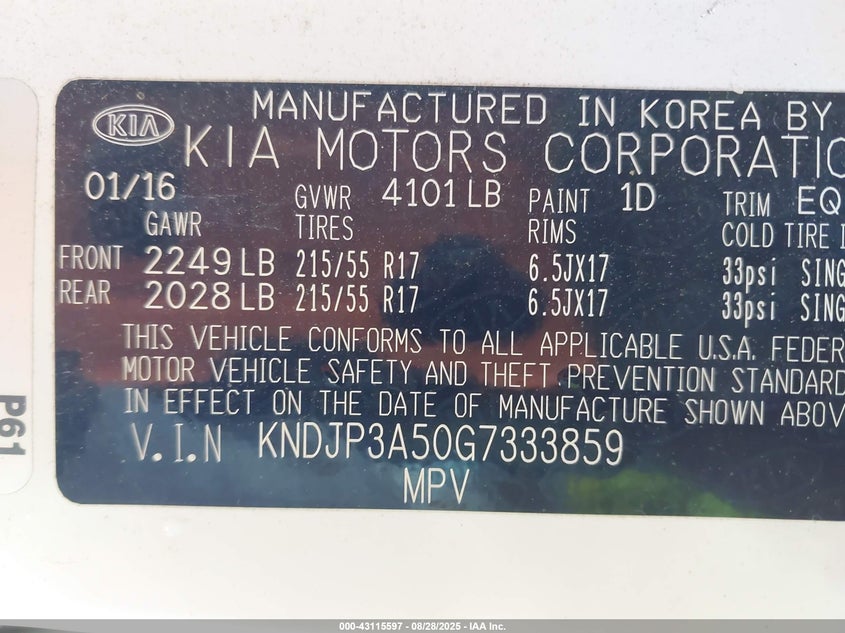 MANUFACTURED IN KOREA BY
KIA
KIA MOTORS CORPORATIO
01/16 GVWR 4101 LB PAINT 1D TRIM EQ
GAWR TIRES RIMS COLD TIRE I
FRONT 2249 LB 215/55 R17 6.5JX17 33psi SING
REAR 2028 LB 215/55 R17 6.5JX17 33psi SING
THIS VEHICLE CONFORMS TO ALL APPLICABLE U.S.A. FEDER
MOTOR VEHICLE SAFETY AND THEFT PREVENTION STANDARD
IN EFFECT ON THE DATE OF MANUFACTURE SHOWN ABOV
V.I.N KNDJP3A50G7333859
MPV
P61
000-43115597 - 08/28/2025 - IAA Inc.